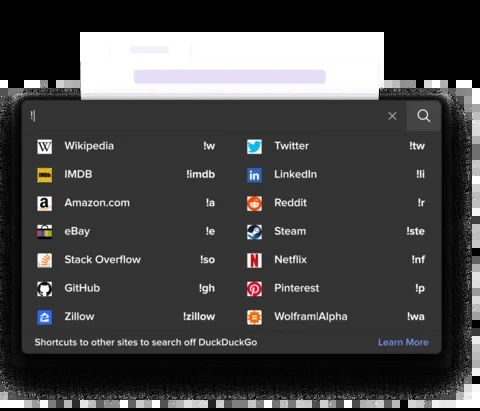 !
Wikipedia !w Twitter !tw
IMDB !imdb LinkedIn !li
Amazon.com !a Reddit !r
eBay !e Steam !ste
Stack Overflow !so Netflix !nf
GitHub !gh Pinterest !p
Zillow !zillow Wolfram|Alpha !wa
Shortcuts to other sites to search off DuckDuckGo Learn More